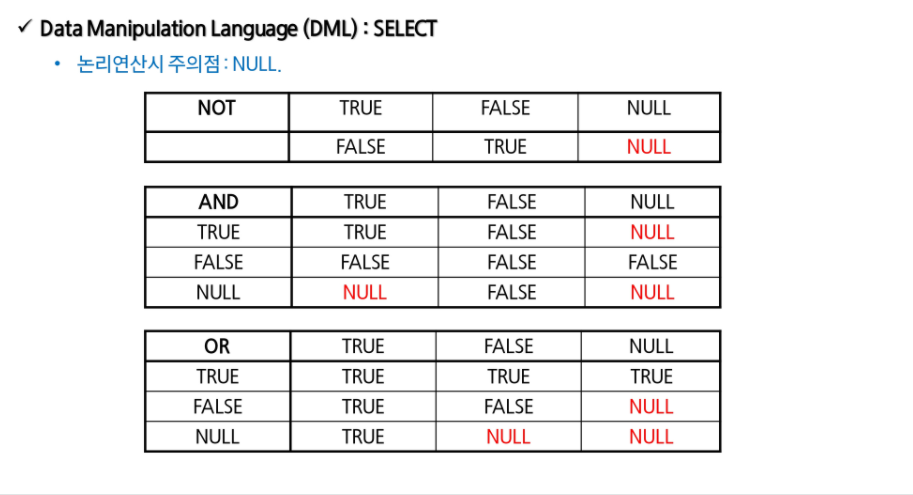 ✓ Data Manipulation Language (DML) : SELECT
• 논리연산시 주의점 : NULL.
NOT TRUE FALSE NULL
FALSE TRUE NULL
AND TRUE FALSE NULL
TRUE TRUE FALSE NULL
FALSE FALSE FALSE FALSE
NULL NULL FALSE NULL
OR TRUE FALSE NULL
TRUE TRUE TRUE TRUE
FALSE TRUE FALSE NULL
NULL TRUE NULL NULL